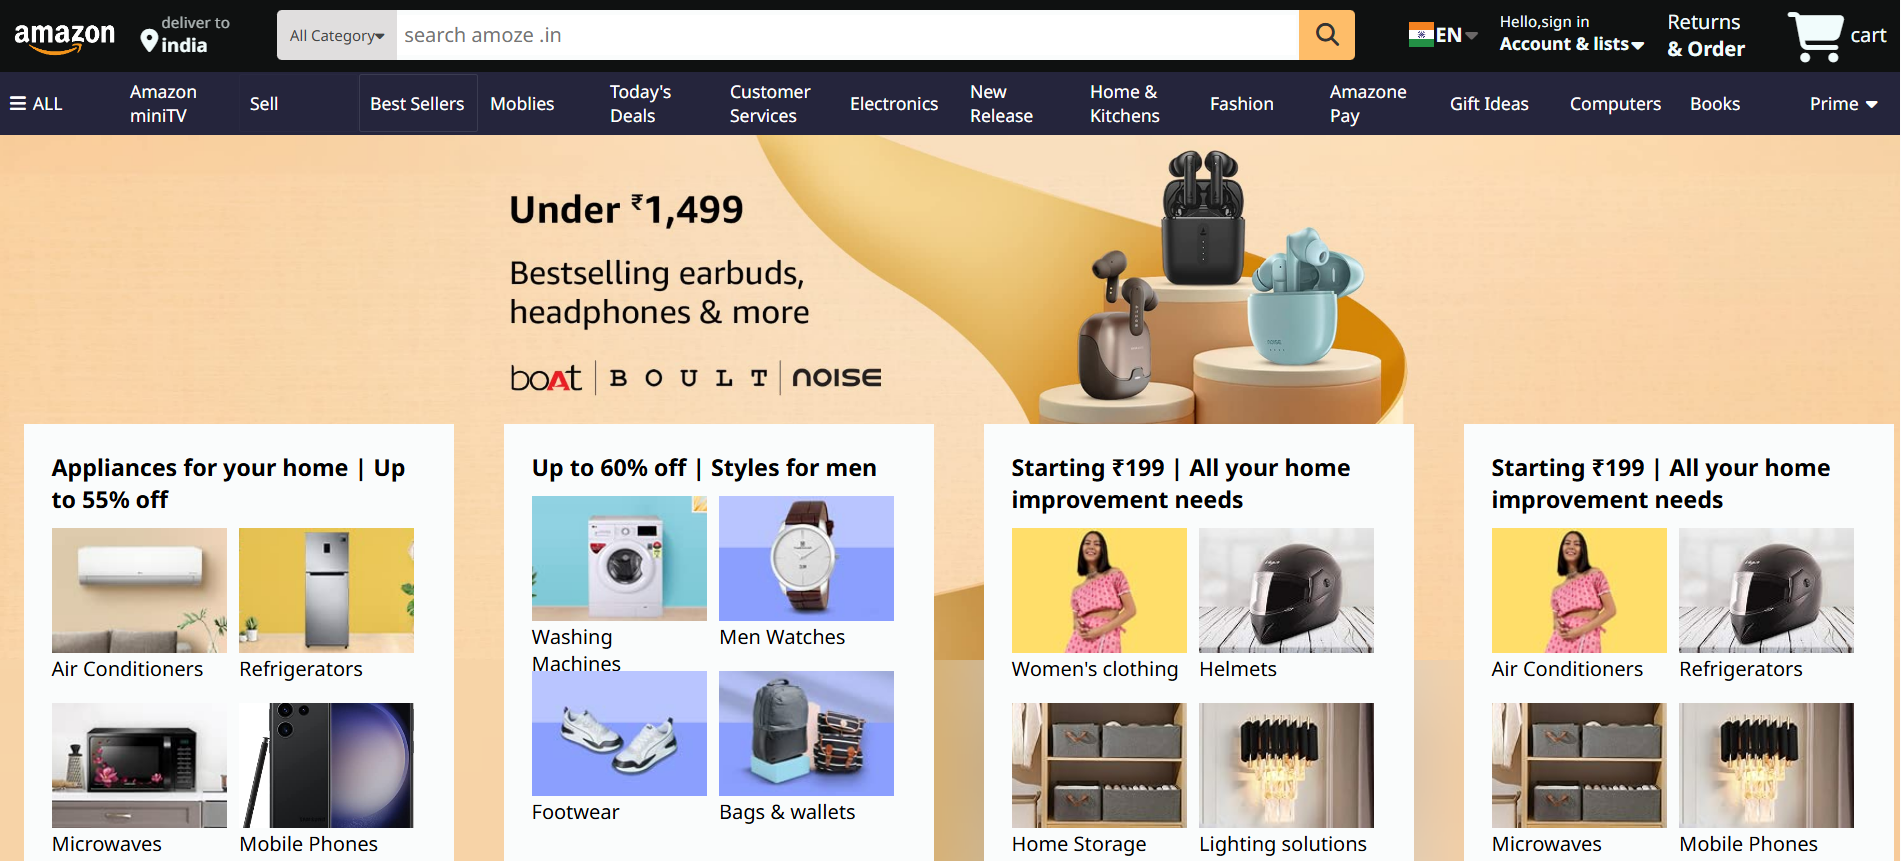 amazon
deliver to
india
All Category
search amoze .in
EN
Hello,sign in
Account & lists
Returns
& Order
cart
ALL
Amazon
miniTV
Sell
Best Sellers
Moblies
Today's
Deals
Customer
Services
Electronics
New
Release
Home &
Kitchens
Fashion
Amazone
Pay
Gift Ideas
Computers
Books
Prime
Under ₹1,499
Bestselling earbuds,
headphones & more
boAt | BOULT | noise
Appliances for your home | Up
to 55% off
Air Conditioners
Refrigerators
Microwaves
Mobile Phones
Up to 60% off | Styles for men
Washing
Machines
Men Watches
Footwear
Bags & wallets
Starting ₹199 | All your home
improvement needs
Women's clothing
Helmets
Home Storage
Lighting solutions
Starting ₹199 | All your home
improvement needs
Air Conditioners
Refrigerators
Microwaves
Mobile Phones